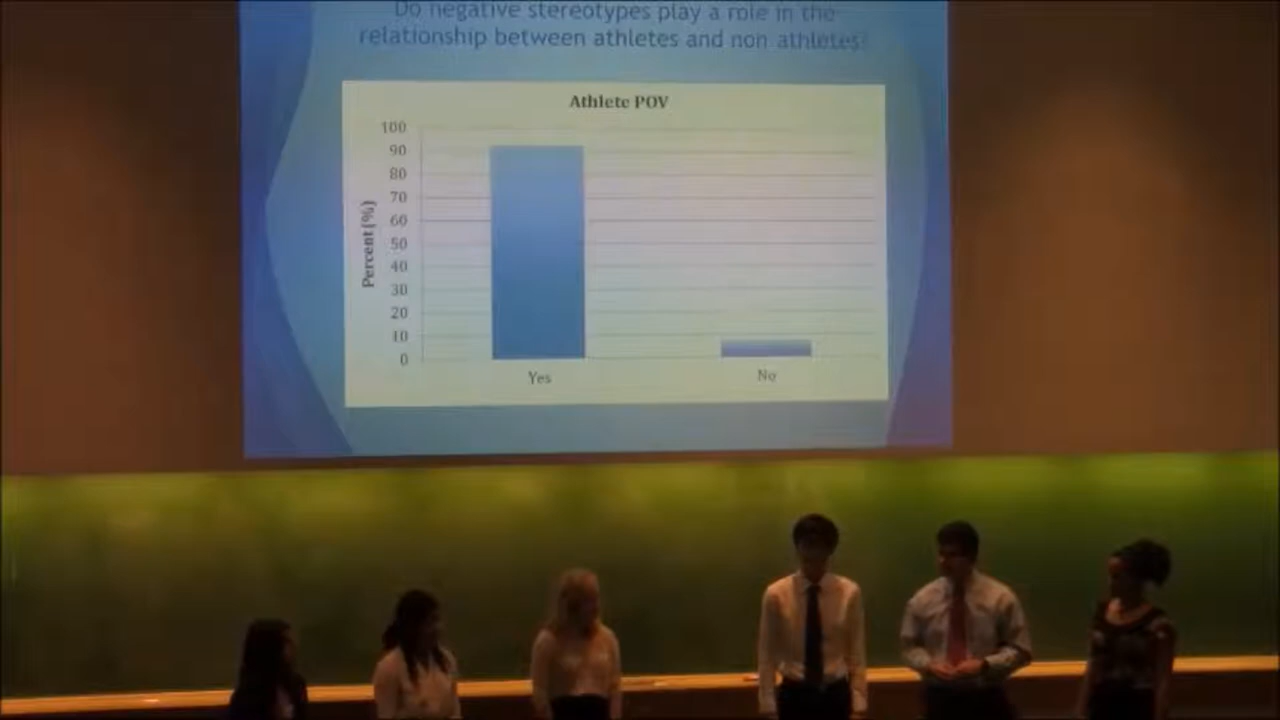 Do negative stereotypes play a role in the
relationship between athletes and non athletes?
Athlete POV
Percent (%)
100
90
80
70
60
50
40
30
20
10
0
Yes
No